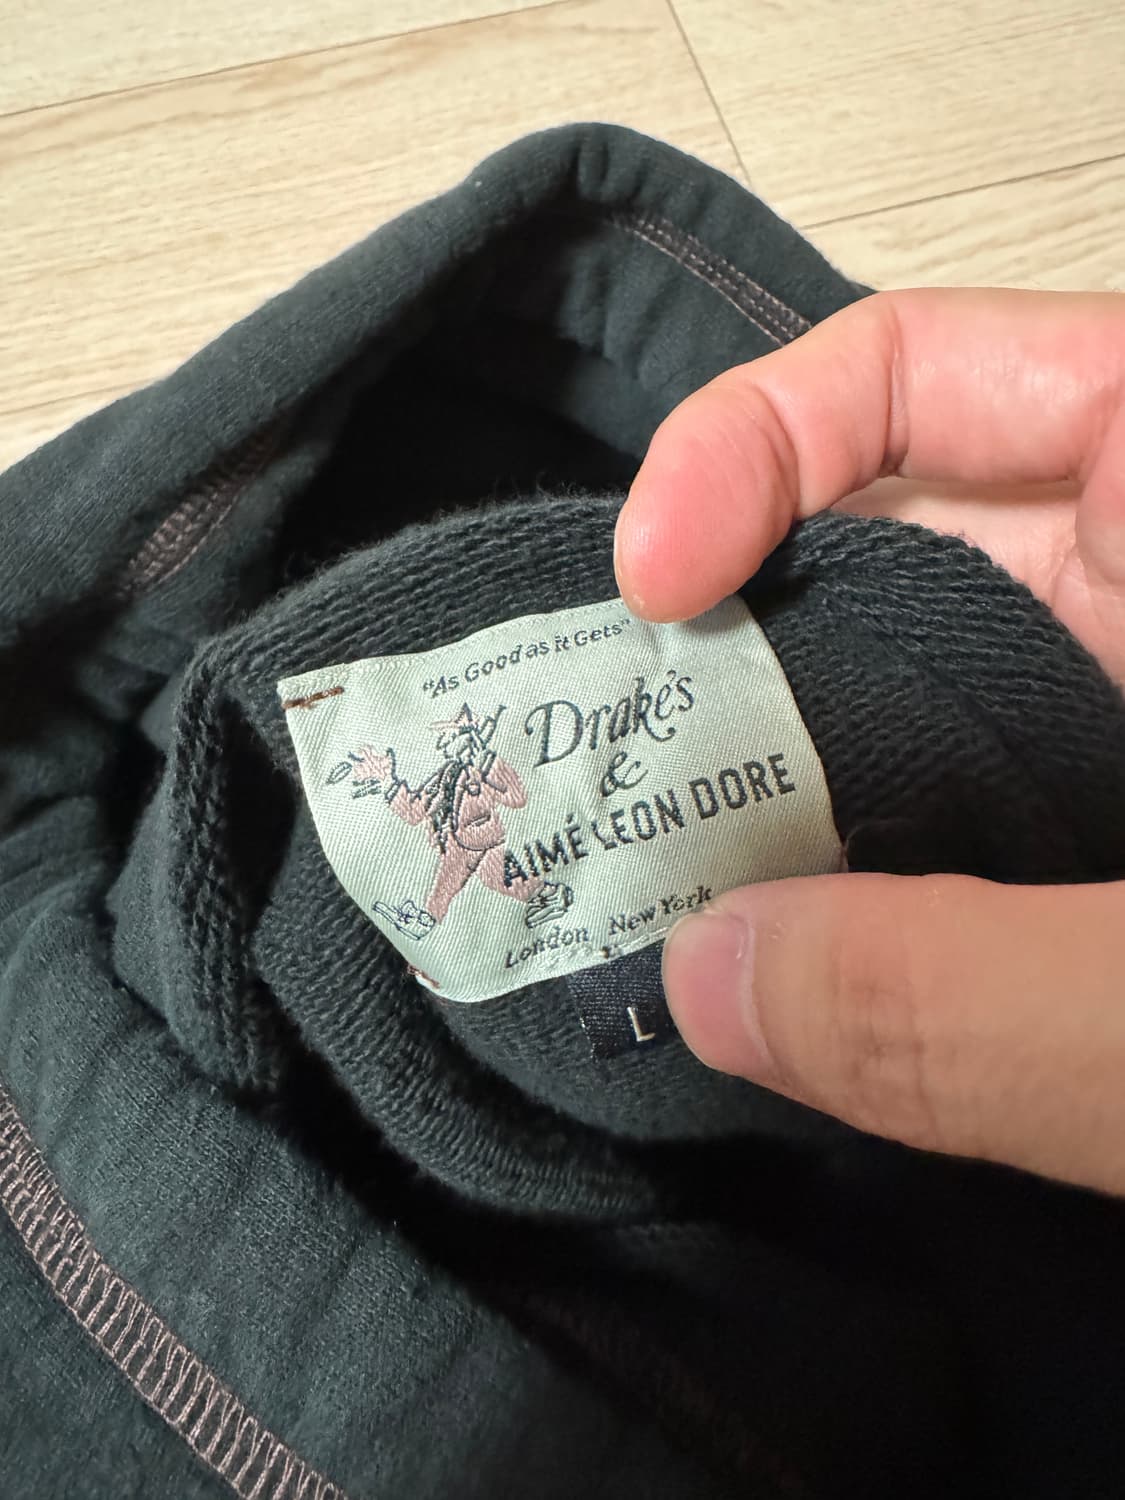 "As Good as it Gets"
Drake's
&
AIMÉ LEON DORE
London New York
L